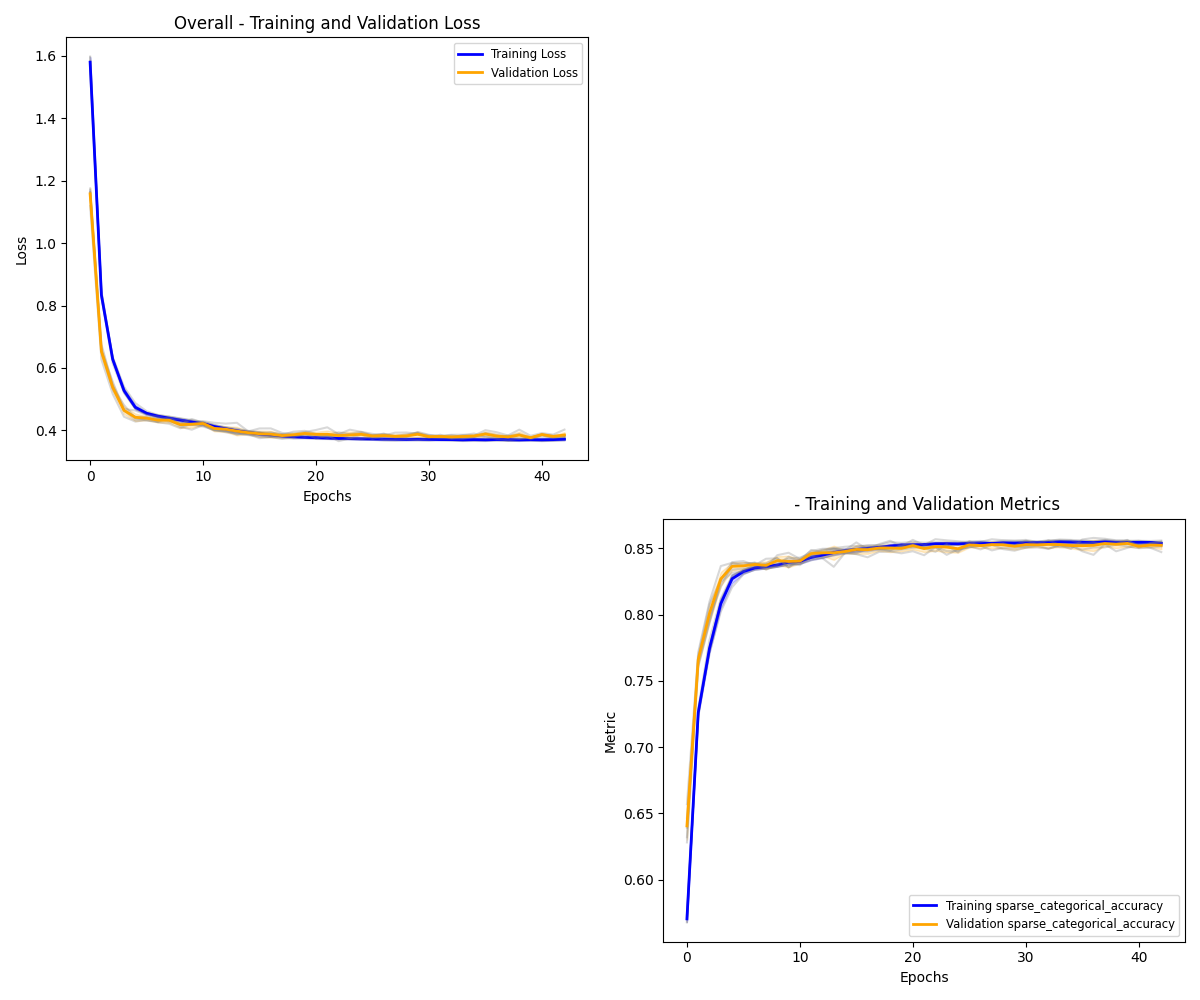 Overall - Training and Validation Loss
Training Loss
Validation Loss
1.6
1.4
1.2
1.0
0.8
0.6
0.4
Loss
0 10 20 30 40
Epochs
- Training and Validation Metrics
0.85
0.80
0.75
0.70
0.65
0.60
Metric
Training sparse_categorical_accuracy
Validation sparse_categorical_accuracy
0 10 20 30 40
Epochs